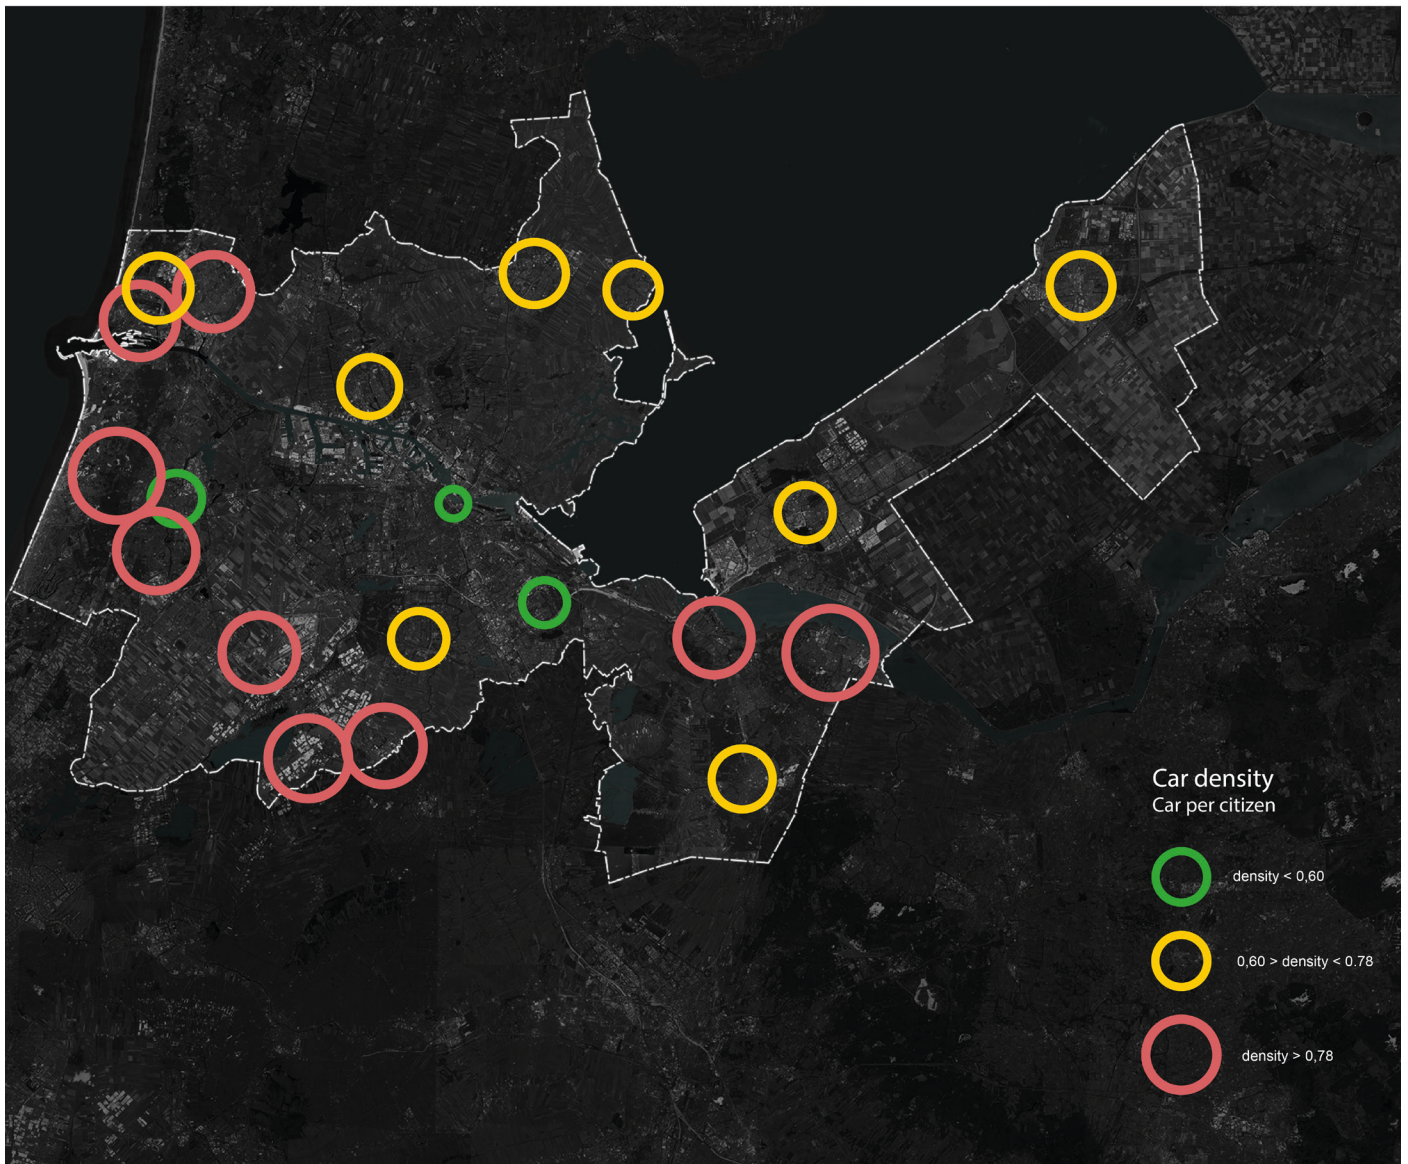 Car density
Car per citizen
density < 0,60
0,60 > density < 0.78
density > 0,78